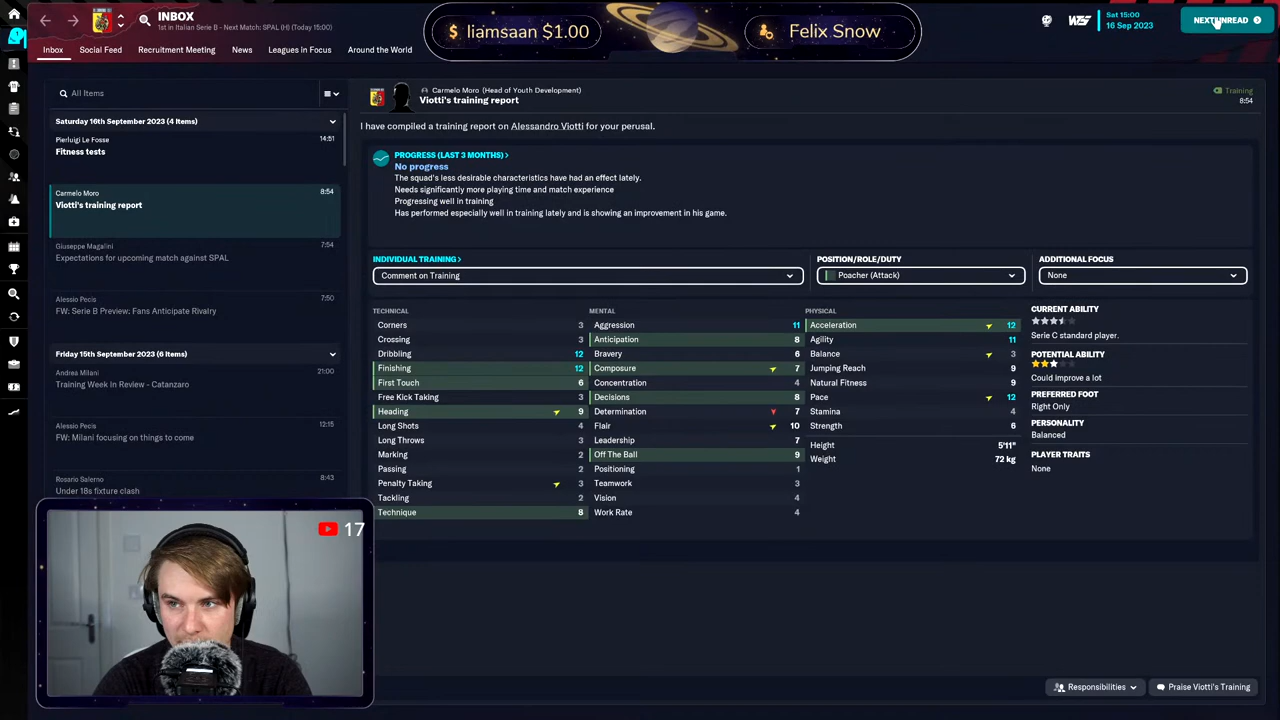 INBOX
1st in Italian Serie B - Next Match: SPAL (H) (Today 15:00)
$ liamsaan $1.00
Felix Snow
Sat 15:00
16 Sep 2023
NEXT UNREAD
Inbox
Social Feed
Recruitment Meeting
News
Leagues in Focus
Around the World
All Items
Saturday 16th September 2023 (4 Items)
Pierluigi Le Fosse 14:51
Fitness tests
Carmelo Moro 8:54
Viotti's training report
Giuseppe Magalini 7:54
Expectations for upcoming match against SPAL
Alessio Pecis 7:50
FW: Serie B Preview: Fans Anticipate Rivalry
Friday 15th September 2023 (6 Items)
Andrea Milani 21:00
Training Week In Review - Catanzaro
Alessio Pecis 12:15
FW: Milani focusing on things to come
Rosario Salerno 8:43
Under 18s fixture clash
17
Carmelo Moro (Head of Youth Development)
Viotti's training report
Training
8:54
I have compiled a training report on Alessandro Viotti for your perusal.
PROGRESS (LAST 3 MONTHS)
No progress
The squad's less desirable characteristics have had an effect lately.
Needs significantly more playing time and match experience
Progressing well in training
Has performed especially well in training lately and is showing an improvement in his game.
INDIVIDUAL TRAINING
Comment on Training
POSITION/ROLE/DUTY
Poacher (Attack)
ADDITIONAL FOCUS
None
TECHNICAL
Corners 3
Crossing 3
Dribbling 12
Finishing 12
First Touch 6
Free Kick Taking 3
Heading 9
Long Shots 4
Long Throws 3
Marking 2
Passing 2
Penalty Taking 3
Tackling 2
Technique 8
MENTAL
Aggression 11
Anticipation 8
Bravery 6
Composure 7
Concentration 4
Decisions 8
Determination 7
Flair 10
Leadership 7
Off The Ball 9
Positioning 1
Teamwork 3
Vision 4
Work Rate 4
PHYSICAL
Acceleration 12
Agility 11
Balance 3
Jumping Reach 9
Natural Fitness 9
Pace 12
Stamina 4
Strength 6
Height 5'11"
Weight 72 kg
CURRENT ABILITY
Serie C standard player.
POTENTIAL ABILITY
Could improve a lot
PREFERRED FOOT
Right Only
PERSONALITY
Balanced
PLAYER TRAITS
None
Responsibilities
Praise Viotti's Training